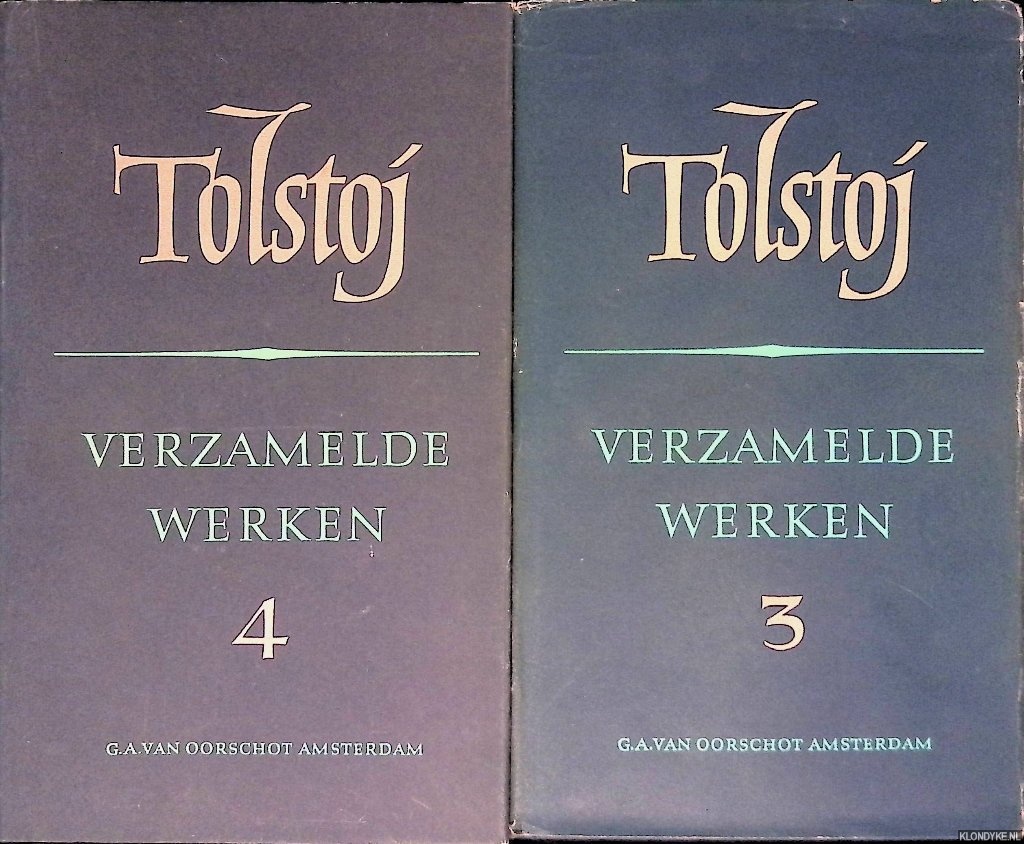 Tolstoj
VERZAMELDE
WERKEN
4
G.A. VAN OORSCHOT AMSTERDAM
Tolstoj
VERZAMELDE
WERKEN
3
G.A. VAN OORSCHOT AMSTERDAM
KLONDYKE.NL